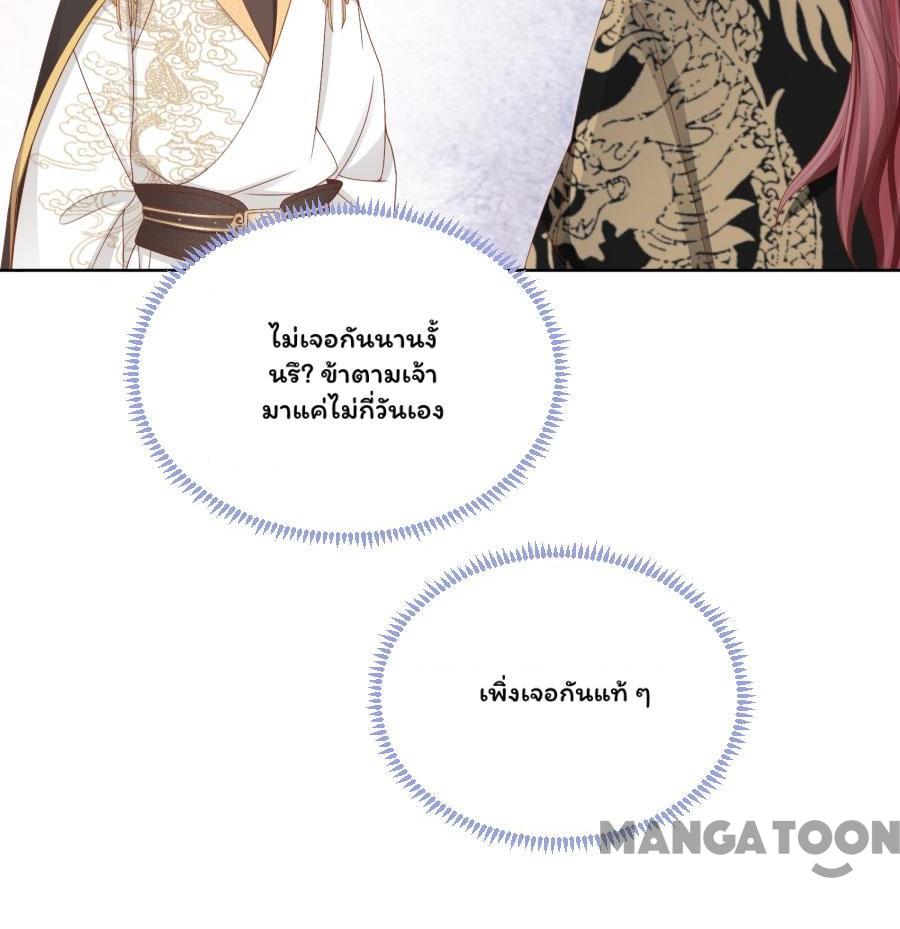 ไม่เจอกันนานงั้
นรึ? ข้าตามเจ้า
มาแค่ไม่กี่วันเอง
เพิ่งเจอกันแท้ ๆ
MANGATOON